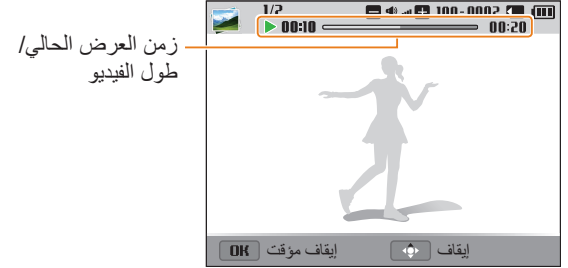 1/2
100-0002
00:10
00:20
زمن العرض الحالي/
طول الفيديو
إيقاف مؤقت OK
إيقاف